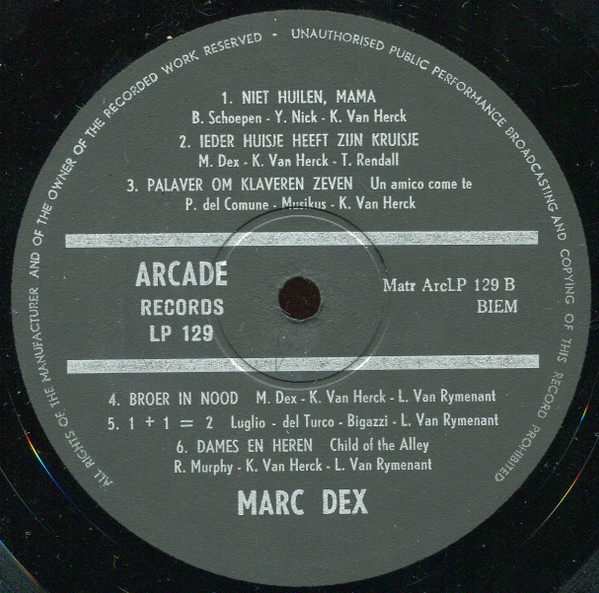 ALL RIGHTS OF THE MANUFACTURER AND OF THE OWNER OF THE RECORDED WORK RESERVED - UNAUTHORISED PUBLIC PERFORMANCE BROADCASTING AND COPYING OF THIS RECORD PROHIBITED
1. NIET HUILEN, MAMA
B. Schoepen - Y. Nick - K. Van Herck
2. IEDER HUISJE HEEFT ZIJN KRUISJE
M. Dex - K. Van Herck - T. Rendall
3. PALAVER OM KLAVEREN ZEVEN Un amico come te
P. del Comune - Musikus - K. Van Herck
ARCADE
RECORDS
LP 129
Matr ArcLP 129 B
BIEM
4. BROER IN NOOD M. Dex - K. Van Herck - L. Van Rymenant
5. 1 + 1 = 2 Luglio - del Turco - Bigazzi - L. Van Rymenant
6. DAMES EN HEREN Child of the Alley
R. Murphy - K. Van Herck - L. Van Rymenant
MARC DEX